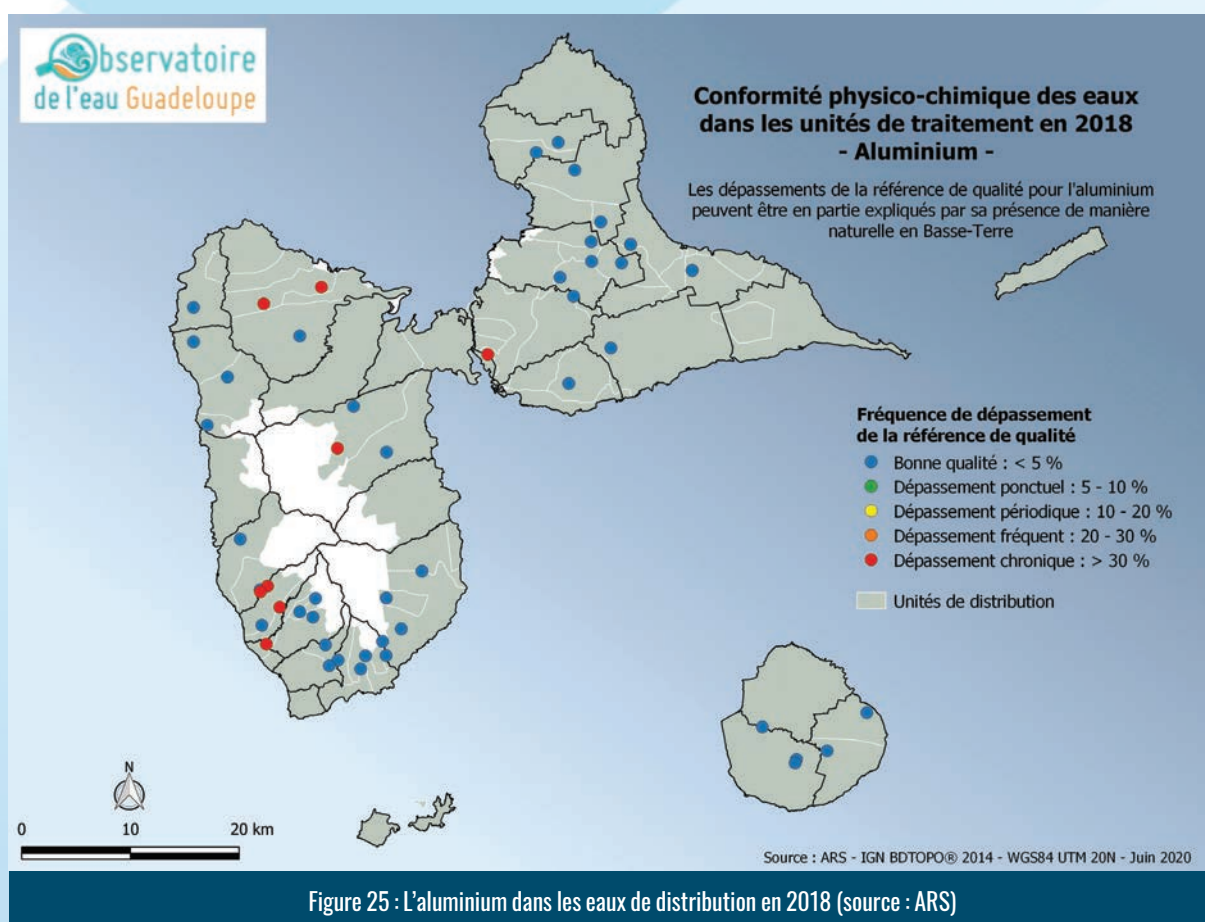 Observatoire
de l'eau Guadeloupe
Conformité physico-chimique des eaux
dans les unités de traitement en 2018
- Aluminium -
Les dépassements de la référence de qualité pour l'aluminium
peuvent être en partie expliqués par sa présence de manière
naturelle en Basse-Terre
Fréquence de dépassement
de la référence de qualité
Bonne qualité : < 5 %
Dépassement ponctuel : 5 - 10 %
Dépassement périodique : 10 - 20 %
Dépassement fréquent : 20 - 30 %
Dépassement chronique : > 30 %
Unités de distribution
N
0 10 20 km
Source : ARS - IGN BDTOPO® 2014 - WGS84 UTM 20N - Juin 2020
Figure 25 : L'aluminium dans les eaux de distribution en 2018 (source : ARS)